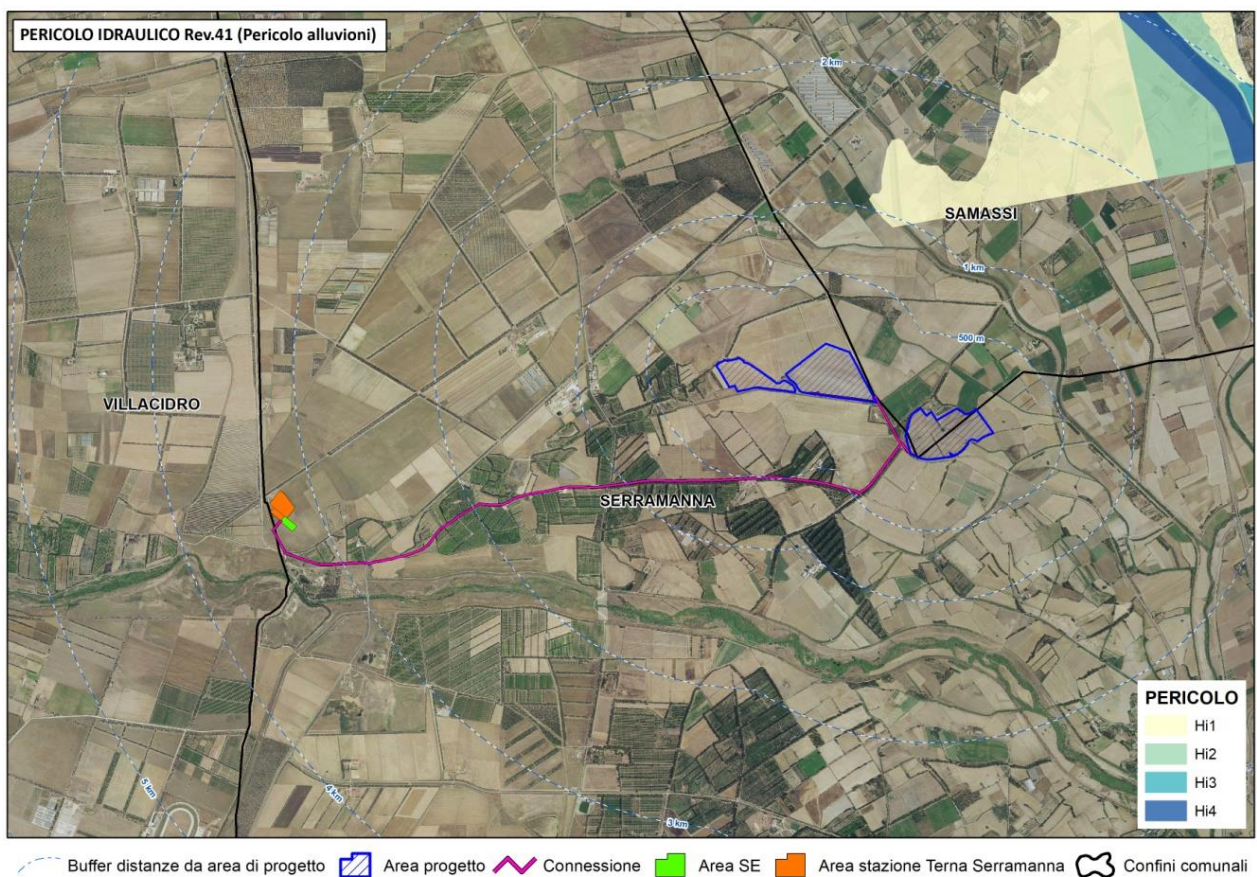 PERICOLO IDRAULICO Rev.41 (Pericolo alluvioni)
2 km
SAMASSI
1 km
500 m
VILLACIDRO
SERRAMANNA
5 km
4 km
3 km
PERICOLO
Hi1
Hi2
Hi3
Hi4
Buffer distanze da area di progetto
Area progetto
Connessione
Area SE
Area stazione Terna Serramanna
Confini comunali